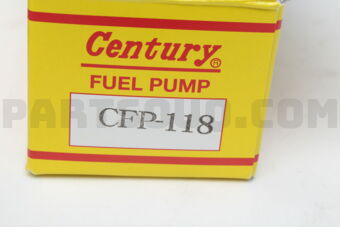 Century®
FUEL PUMP
CFP-118
PARTSOUQ.COM